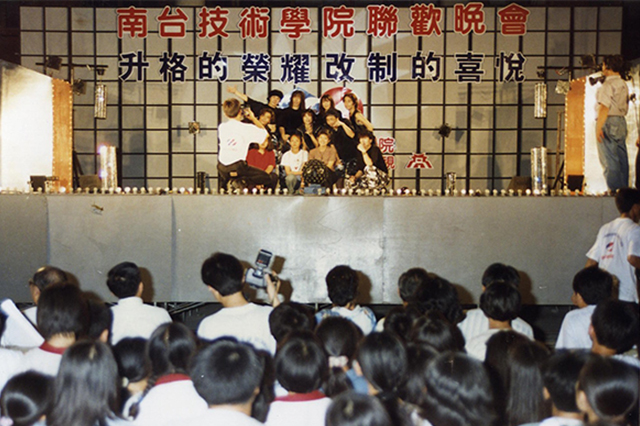 南台技術學院聯歡晚會
升格的榮耀改制的喜悅
院